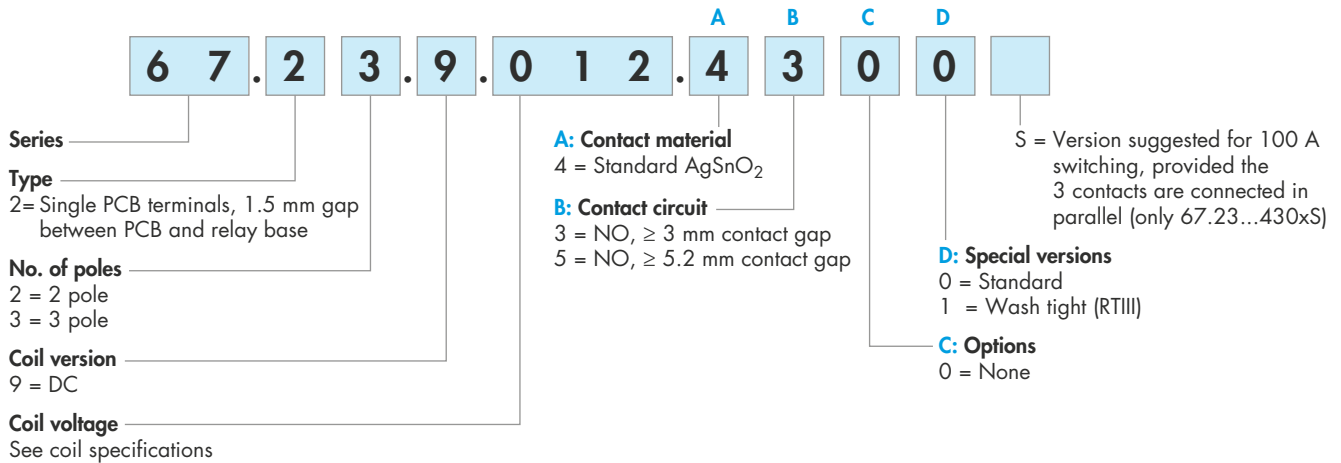 A B C D
6 7 . 2 3 . 9 . 0 1 2 . 4 3 0 0
Series
Type
2= Single PCB terminals, 1.5 mm gap
between PCB and relay base
No. of poles
2 = 2 pole
3 = 3 pole
Coil version
9 = DC
Coil voltage
See coil specifications
A: Contact material
4 = Standard AgSnO₂
B: Contact circuit
3 = NO, ≥ 3 mm contact gap
5 = NO, ≥ 5.2 mm contact gap
S = Version suggested for 100 A
switching, provided the
3 contacts are connected in
parallel (only 67.23...430xS)
D: Special versions
0 = Standard
1 = Wash tight (RTIII)
C: Options
0 = None